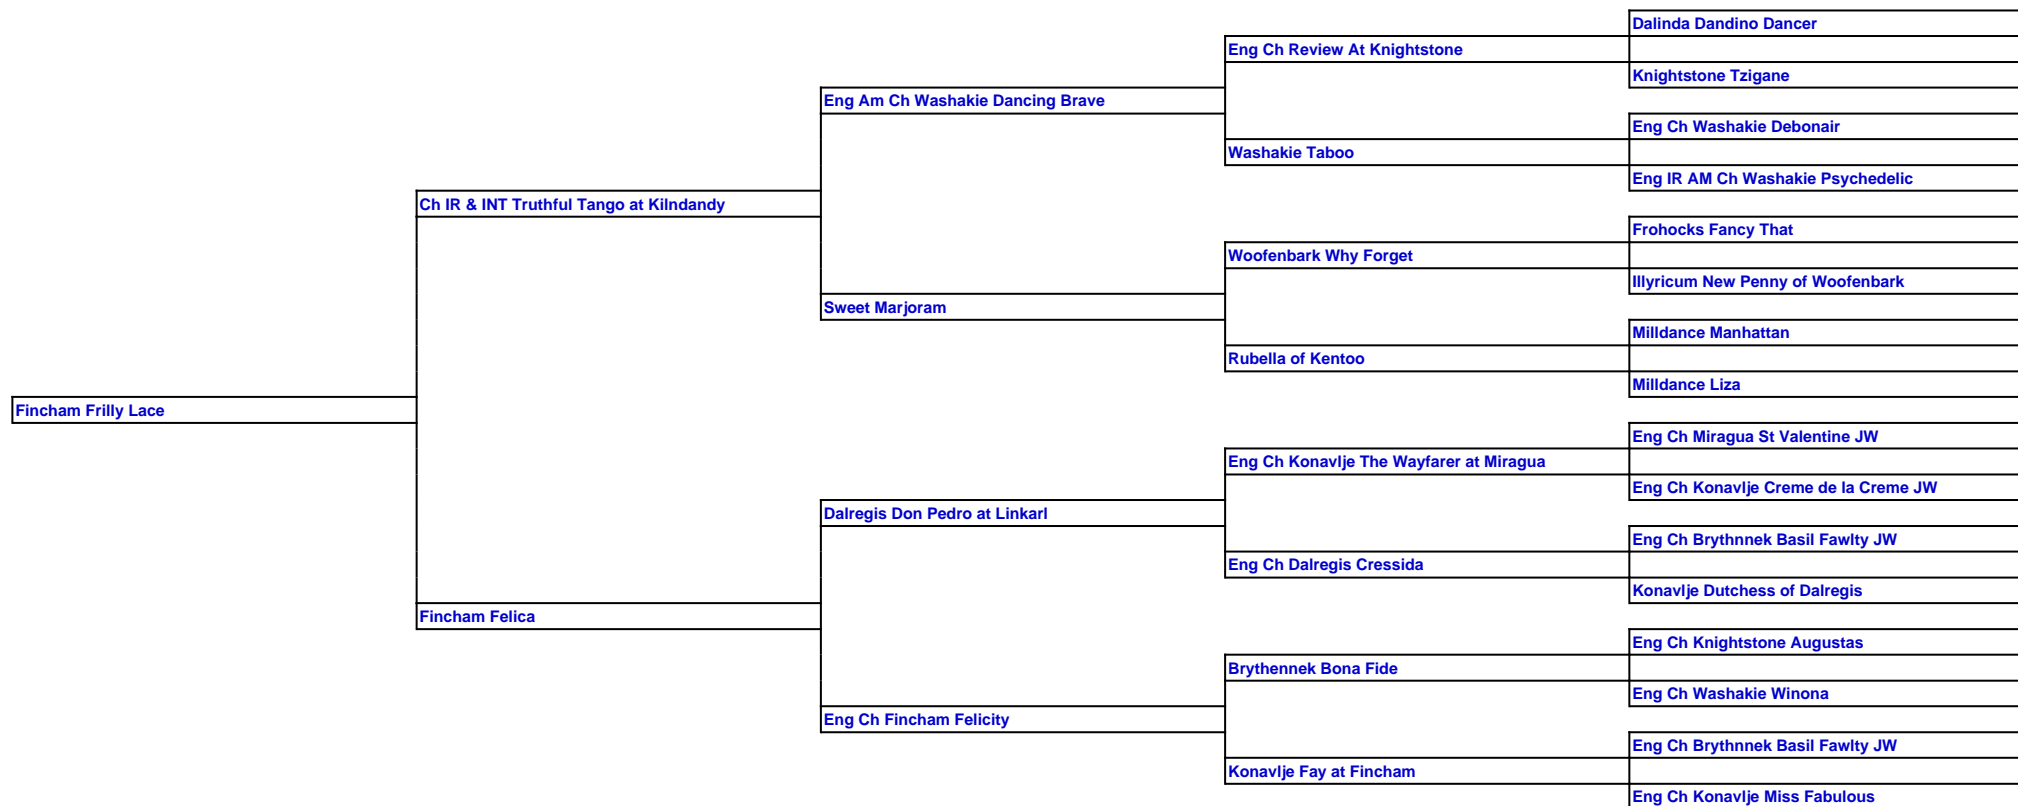 Dalinda Dandino Dancer
Eng Ch Review At Knightstone
Knightstone Tzigane
Eng Am Ch Washakie Dancing Brave
Eng Ch Washakie Debonair
Washakie Taboo
Eng IR AM Ch Washakie Psychedelic
Ch IR & INT Truthful Tango at Kilndandy
Frohocks Fancy That
Woofenbark Why Forget
Illyricum New Penny of Woofenbark
Sweet Marjoram
Milldance Manhattan
Rubella of Kentoo
Milldance Liza
Fincham Frilly Lace
Eng Ch Miragua St Valentine JW
Eng Ch Konavlje The Wayfarer at Miragua
Eng Ch Konavlje Creme de la Creme JW
Dalregis Don Pedro at Linkarl
Eng Ch Brythnnek Basil Fawlty JW
Eng Ch Dalregis Cressida
Konavlje Dutchess of Dalregis
Fincham Felica
Eng Ch Knightstone Augustas
Brythennek Bona Fide
Eng Ch Washakie Winona
Eng Ch Fincham Felicity
Eng Ch Brythnnek Basil Fawlty JW
Konavlje Fay at Fincham
Eng Ch Konavlje Miss Fabulous